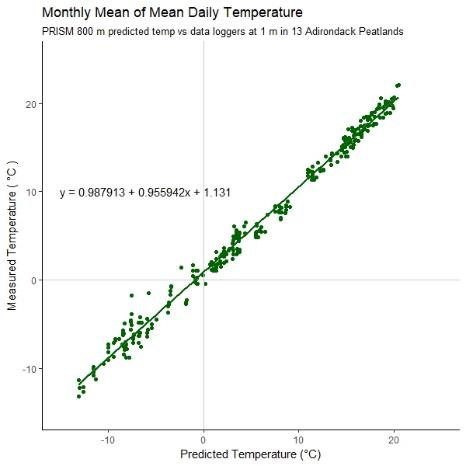 Monthly Mean of Mean Daily Temperature
PRISM 800 m predicted temp vs data loggers at 1 m in 13 Adirondack Peatlands
20
y = 0.987913 + 0.955942x + 1.131
10
0
-10
Measured Temperature ( °C )
-10 0 10 20
Predicted Temperature (°C)